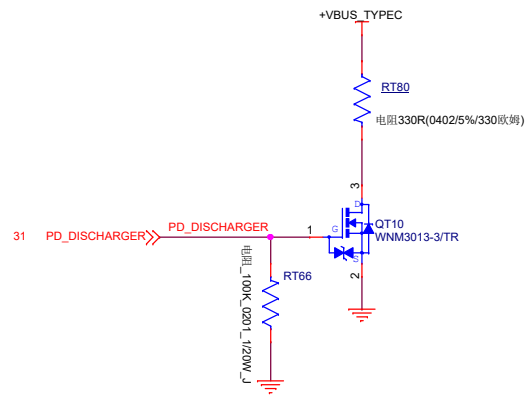 +VBUS_TYPEC
RT80
电阻330R(0402/5%/330欧姆)
3
D
31
PD_DISCHARGER
PD_DISCHARGER
1
G
QT10
WNM3013-3/TR
S
2
RT66
电阻_100K_0201_1/20W_J